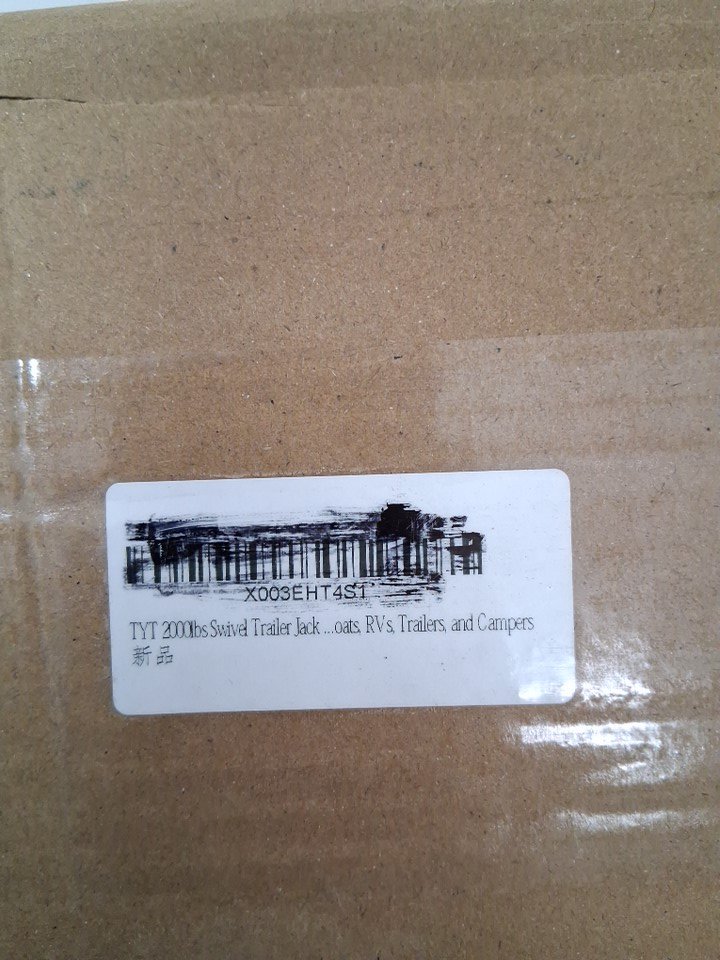 X003EHT4S1
TYT 2000lbs Swivel Trailer Jack ...oats, RVs, Trailers, and Campers
新品